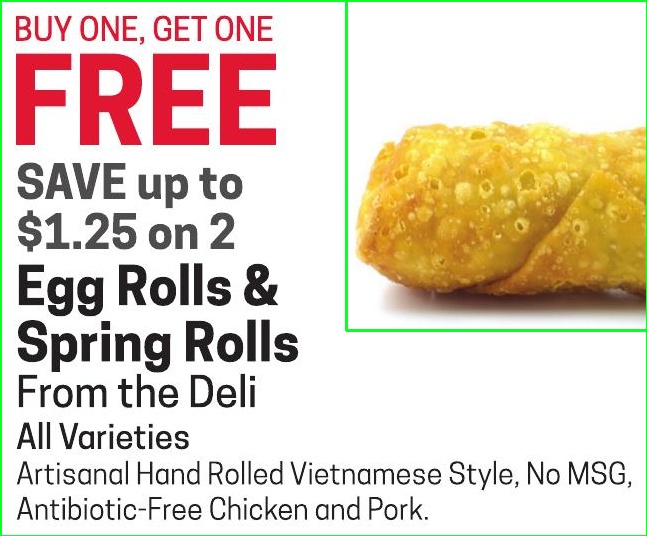 BUY ONE, GET ONE
FREE
SAVE up to
$1.25 on 2
Egg Rolls &
Spring Rolls
From the Deli
All Varieties
Artisanal Hand Rolled Vietnamese Style, No MSG,
Antibiotic-Free Chicken and Pork.